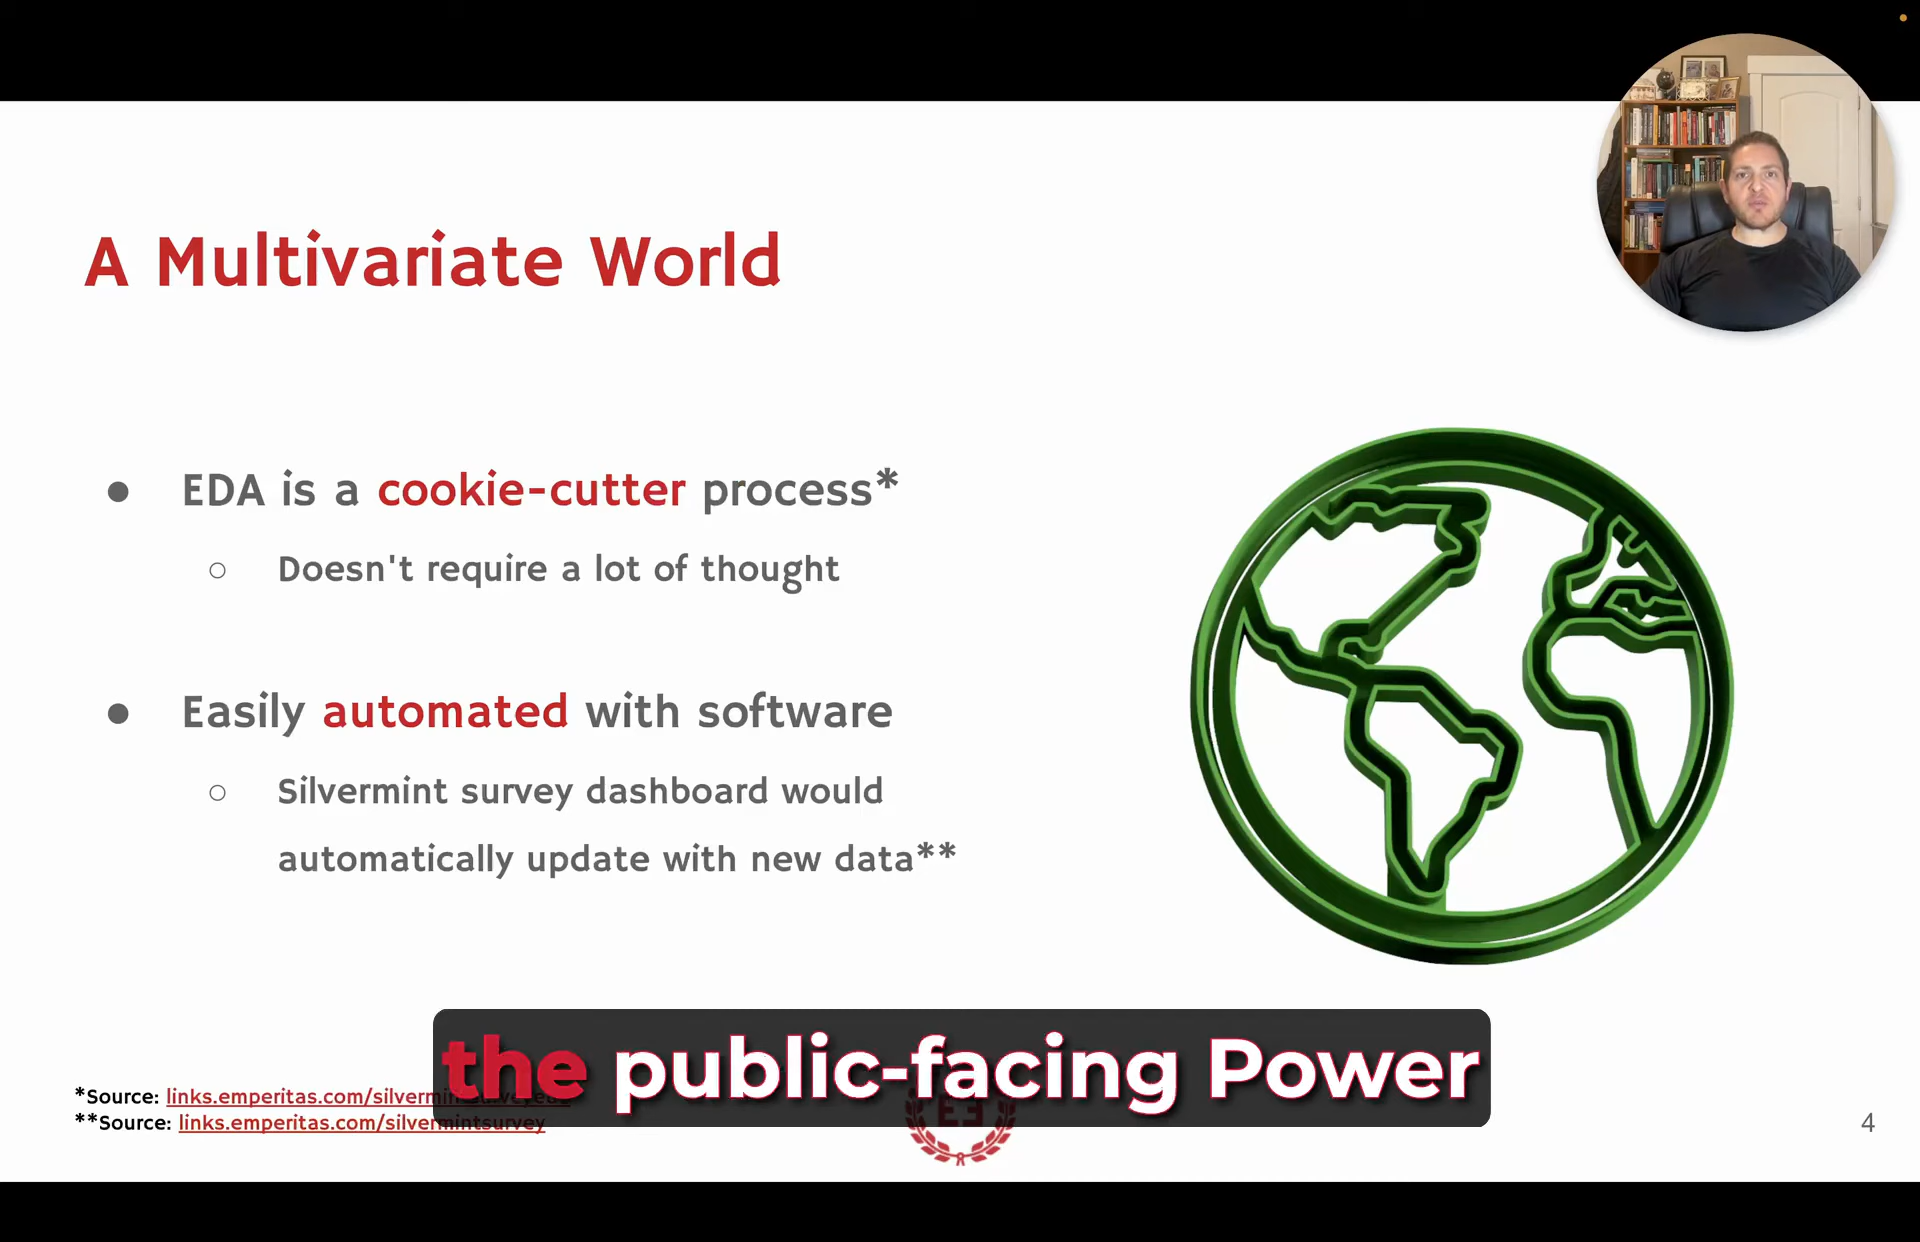 A Multivariate World
● EDA is a cookie-cutter process*
○ Doesn't require a lot of thought
● Easily automated with software
○ Silvermint survey dashboard would
automatically update with new data**
the public-facing Power
*Source: links.emperitas.com/silvermintsurveyeda
**Source: links.emperitas.com/silvermintsurvey
4